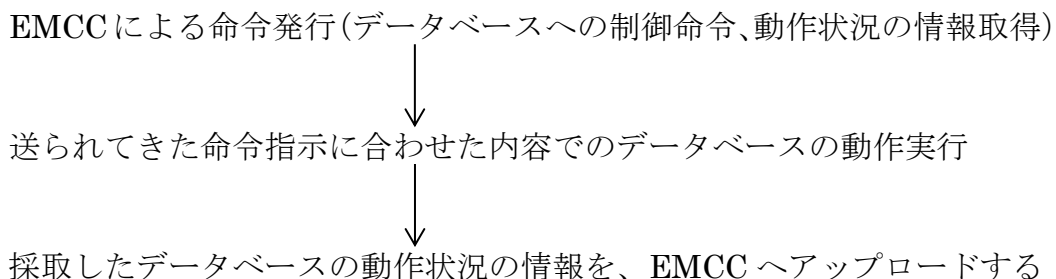 EMCCによる命令発行(データベースへの制御命令、動作状況の情報取得)
送られてきた命令指示に合わせた内容でのデータベースの動作実行
採取したデータベースの動作状況の情報を、EMCC へアップロードする